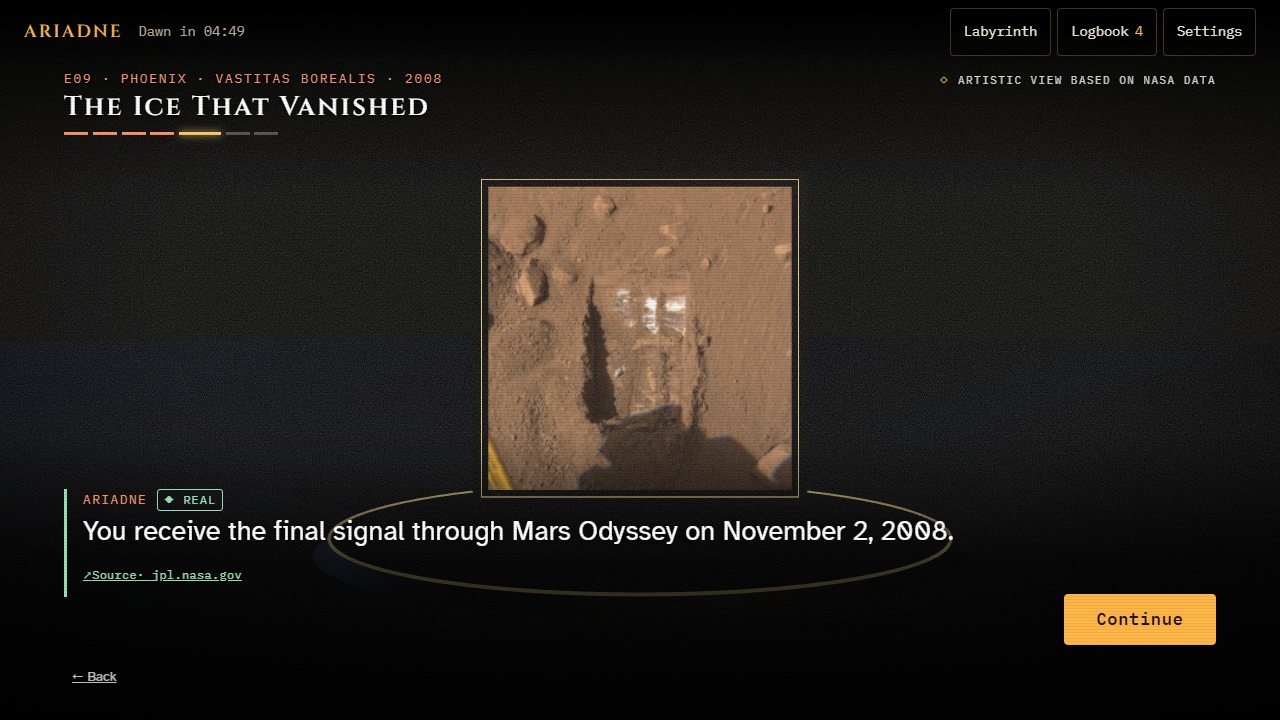 ARIADNE Dawn in 04:49 Labyrinth Logbook 4 Settings
E09 · PHOENIX · VASTITAS BOREALIS · 2008
◇ ARTISTIC VIEW BASED ON NASA DATA
The Ice That Vanished
ARIADNE ◆ REAL
You receive the final signal through Mars Odyssey on November 2, 2008.
↗Source· jpl.nasa.gov
Continue
← Back